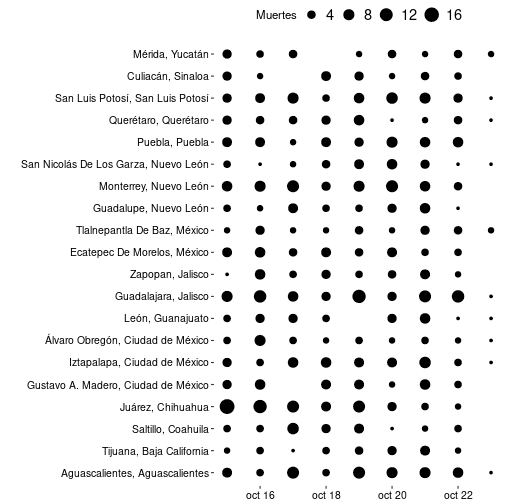 Muertes 4 8 12 16
Mérida, Yucatán
Culiacán, Sinaloa
San Luis Potosí, San Luis Potosí
Querétaro, Querétaro
Puebla, Puebla
San Nicolás De Los Garza, Nuevo León
Monterrey, Nuevo León
Guadalupe, Nuevo León
Tlalnepantla De Baz, México
Ecatepec De Morelos, México
Zapopan, Jalisco
Guadalajara, Jalisco
León, Guanajuato
Álvaro Obregón, Ciudad de México
Iztapalapa, Ciudad de México
Gustavo A. Madero, Ciudad de México
Juárez, Chihuahua
Saltillo, Coahuila
Tijuana, Baja California
Aguascalientes, Aguascalientes
oct 16 oct 18 oct 20 oct 22